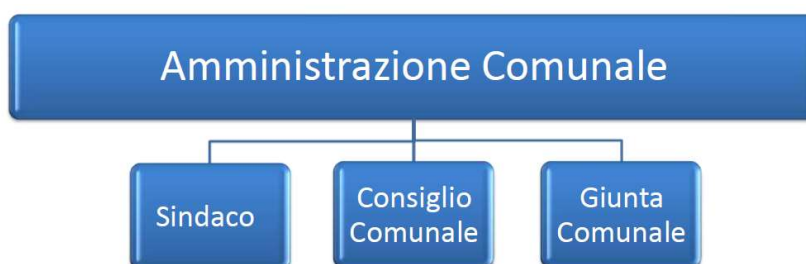 Amministrazione Comunale
Sindaco
Consiglio
Comunale
Giunta
Comunale